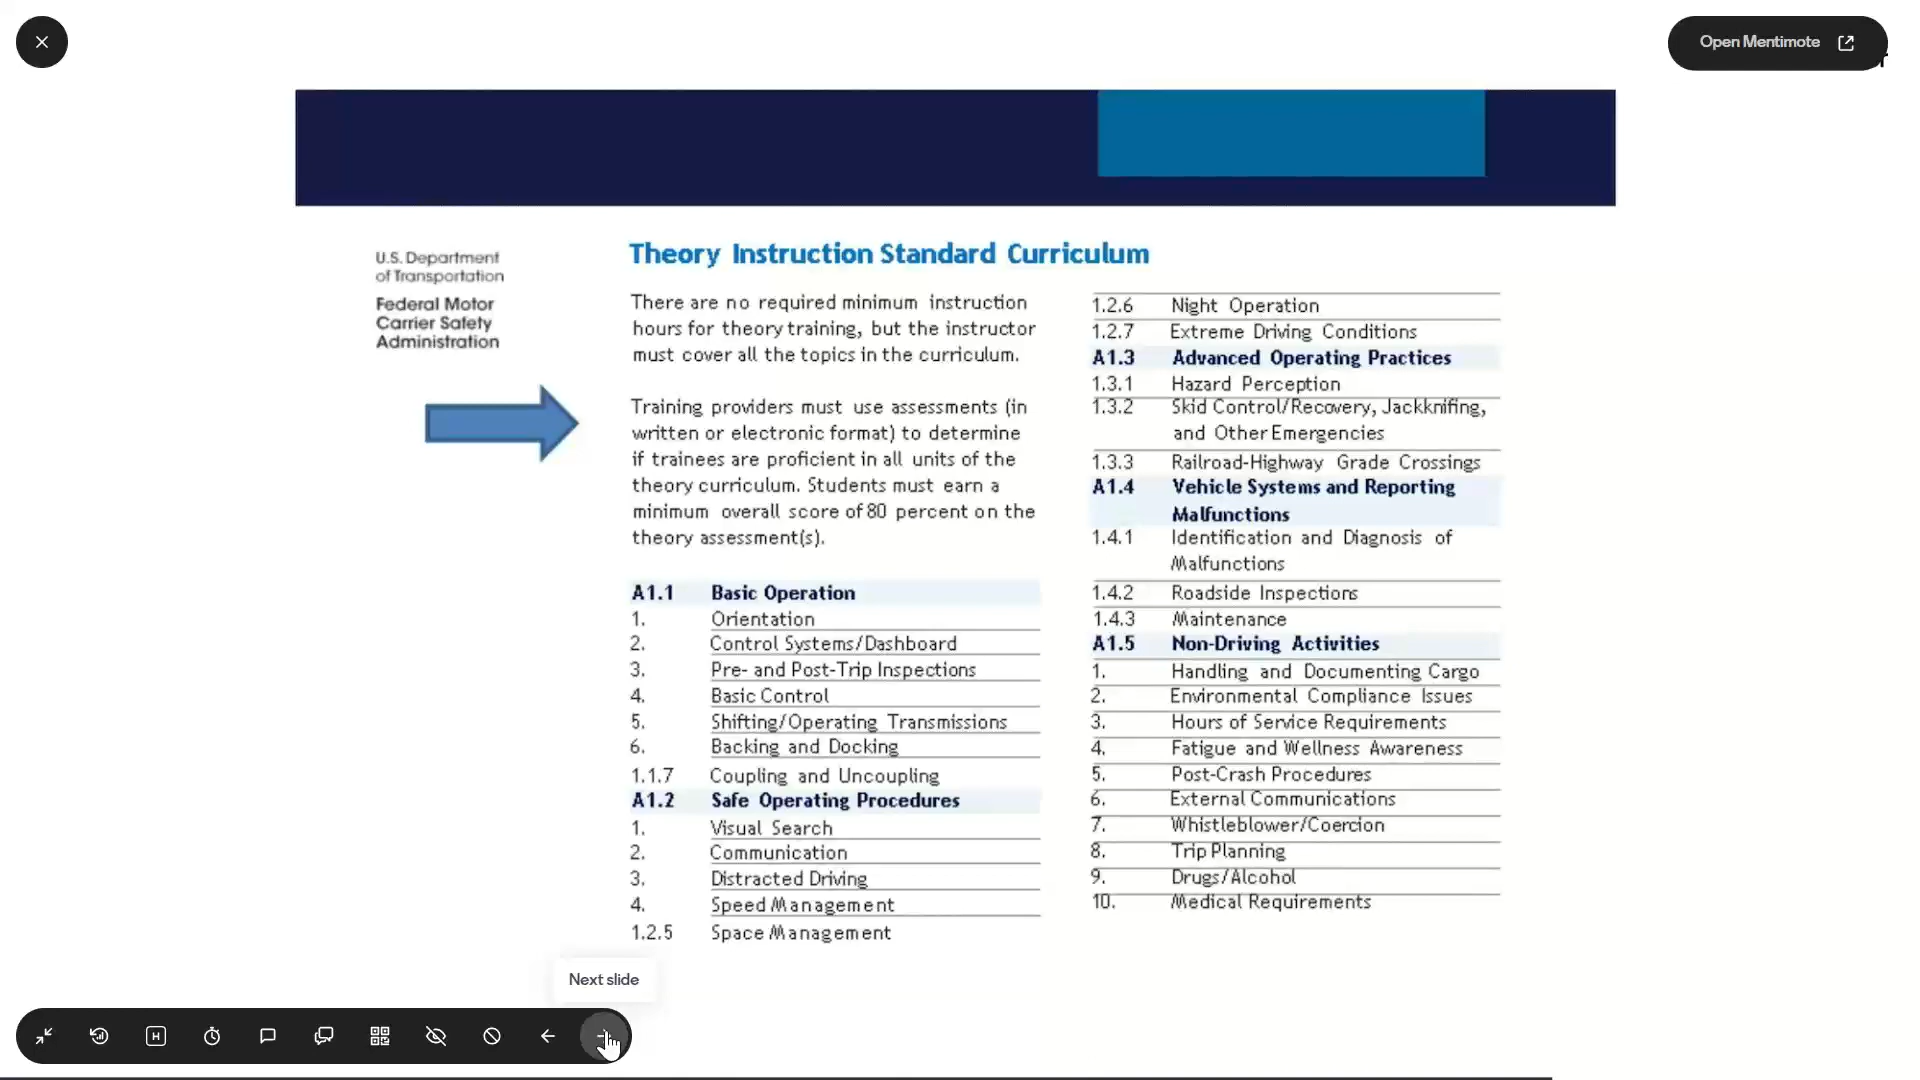 Open Mentimote
U.S. Department
of Transportation
Federal Motor
Carrier Safety
Administration
Theory Instruction Standard Curriculum
There are no required minimum instruction
hours for theory training, but the instructor
must cover all the topics in the curriculum.
Training providers must use assessments (in
written or electronic format) to determine
if trainees are proficient in all units of the
theory curriculum. Students must earn a
minimum overall score of 80 percent on the
theory assessment(s).
A1.1 Basic Operation
1. Orientation
2. Control Systems/Dashboard
3. Pre- and Post-Trip Inspections
4. Basic Control
5. Shifting/Operating Transmissions
6. Backing and Docking
1.1.7 Coupling and Uncoupling
A1.2 Safe Operating Procedures
1. Visual Search
2. Communication
3. Distracted Driving
4. Speed Management
1.2.5 Space Management
1.2.6 Night Operation
1.2.7 Extreme Driving Conditions
A1.3 Advanced Operating Practices
1.3.1 Hazard Perception
1.3.2 Skid Control/Recovery, Jackknifing,
and Other Emergencies
1.3.3 Railroad-Highway Grade Crossings
A1.4 Vehicle Systems and Reporting
Malfunctions
1.4.1 Identification and Diagnosis of
Malfunctions
1.4.2 Roadside Inspections
1.4.3 Maintenance
A1.5 Non-Driving Activities
1. Handling and Documenting Cargo
2. Environmental Compliance Issues
3. Hours of Service Requirements
4. Fatigue and Wellness Awareness
5. Post-Crash Procedures
6. External Communications
7. Whistleblower/Coercion
8. Trip Planning
9. Drugs/Alcohol
10. Medical Requirements
Next slide
H